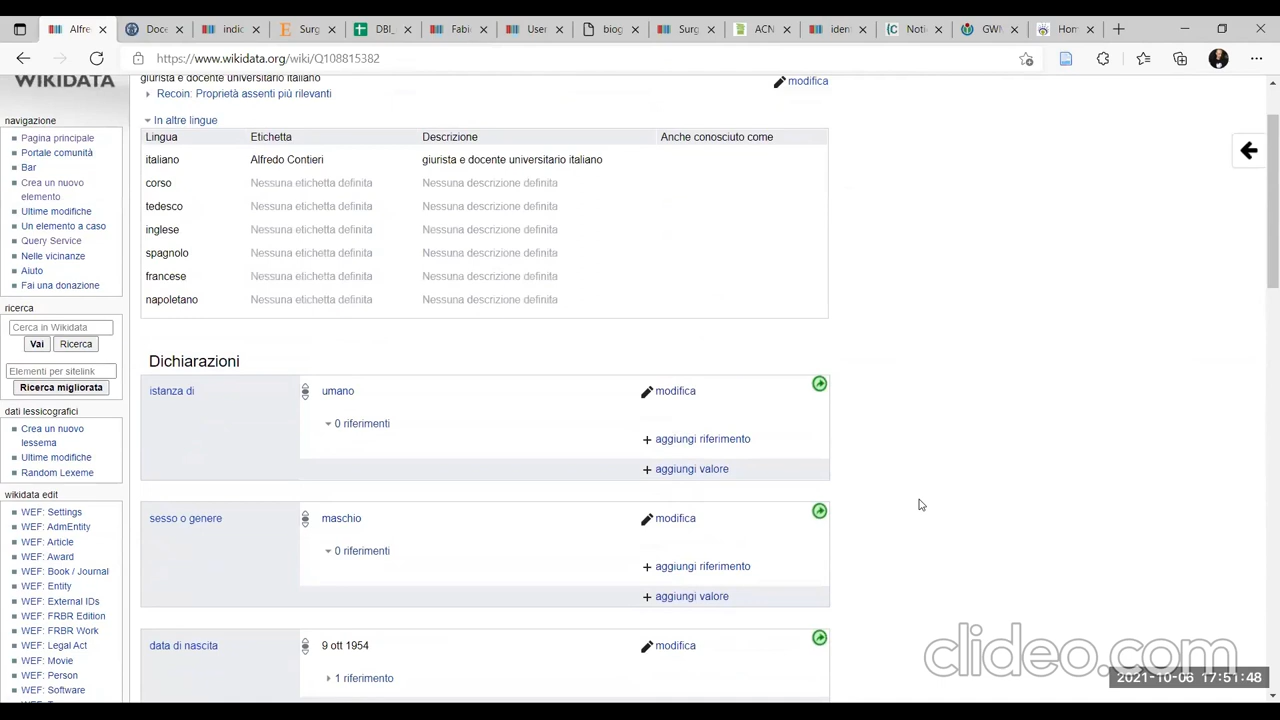 Alfre
Doce
indic
Surg
DBI_
Fabie
User
biog
Surg
ACN
iden
Notic
GWM
Hom
https://www.wikidata.org/wiki/Q108815382
WIKIDATA
giurista e docente universitario italiano
modifica
Recoin: Proprietà assenti più rilevanti
In altre lingue
Lingua Etichetta Descrizione Anche conosciuto come
italiano Alfredo Contieri giurista e docente universitario italiano
corso Nessuna etichetta definita Nessuna descrizione definita
tedesco Nessuna etichetta definita Nessuna descrizione definita
inglese Nessuna etichetta definita Nessuna descrizione definita
spagnolo Nessuna etichetta definita Nessuna descrizione definita
francese Nessuna etichetta definita Nessuna descrizione definita
napoletano Nessuna etichetta definita Nessuna descrizione definita
navigazione
Pagina principale
Portale comunità
Bar
Crea un nuovo
elemento
Ultime modifiche
Un elemento a caso
Query Service
Nelle vicinanze
Aiuto
Fai una donazione
ricerca
Cerca in Wikidata
Vai Ricerca
Elementi per sitelink
Ricerca migliorata
dati lessicografici
Crea un nuovo
lessema
Ultime modifiche
Random Lexeme
wikidata edit
WEF: Settings
WEF: AdmEntity
WEF: Article
WEF: Award
WEF: Book / Journal
WEF: Entity
WEF: External IDs
WEF: FRBR Edition
WEF: FRBR Work
WEF: Legal Act
WEF: Movie
WEF: Person
WEF: Software
Dichiarazioni
istanza di umano modifica
0 riferimenti
+ aggiungi riferimento
+ aggiungi valore
sesso o genere maschio modifica
0 riferimenti
+ aggiungi riferimento
+ aggiungi valore
data di nascita 9 ott 1954 modifica
1 riferimento
clideo.com
2021-10-06 17:51:48